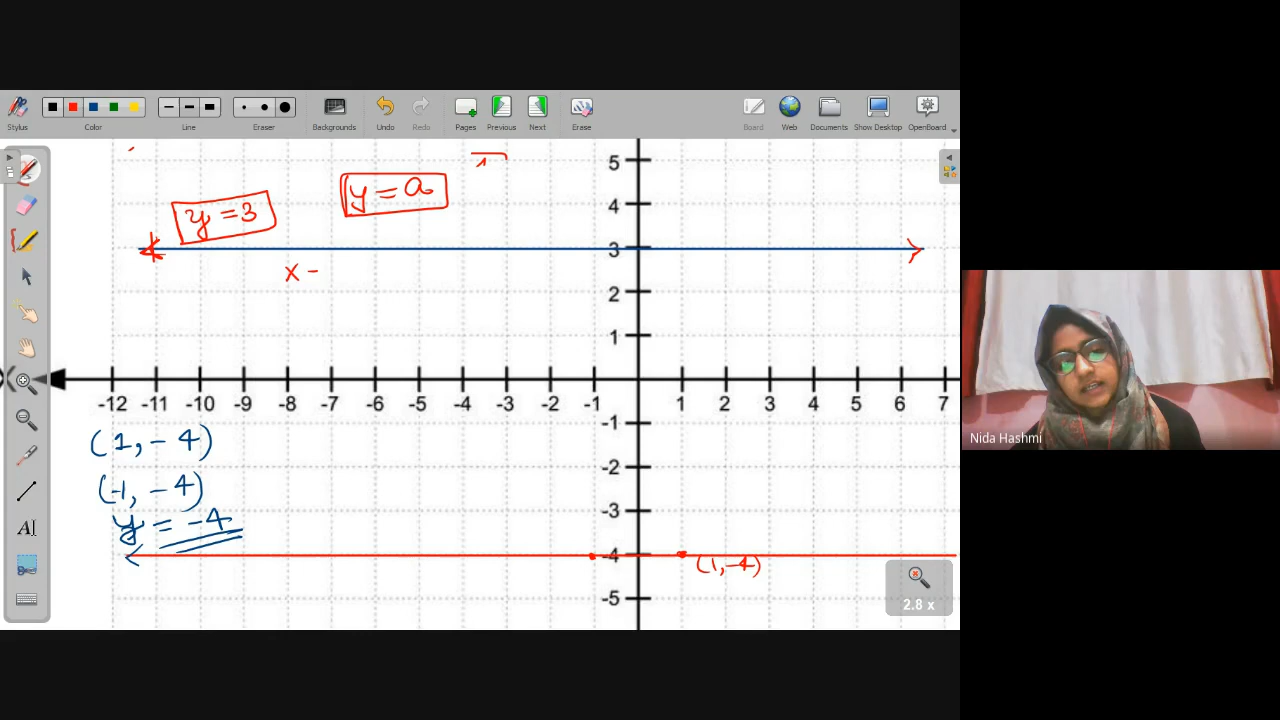 Stylus Color Line Eraser Backgrounds Undo Redo Pages Previous Next Erase Board Web Documents Show Desktop OpenBoard
5
y = a
y = 3
4
3
x -
2
1
-12 -11 -10 -9 -8 -7 -6 -5 -4 -3 -2 -1 1 2 3 4 5 6 7
-1
(1, -4)
-2
(-1, -4)
-3
y = -4
-4
(1, -4)
-5
2.8 x
Nida Hashmi